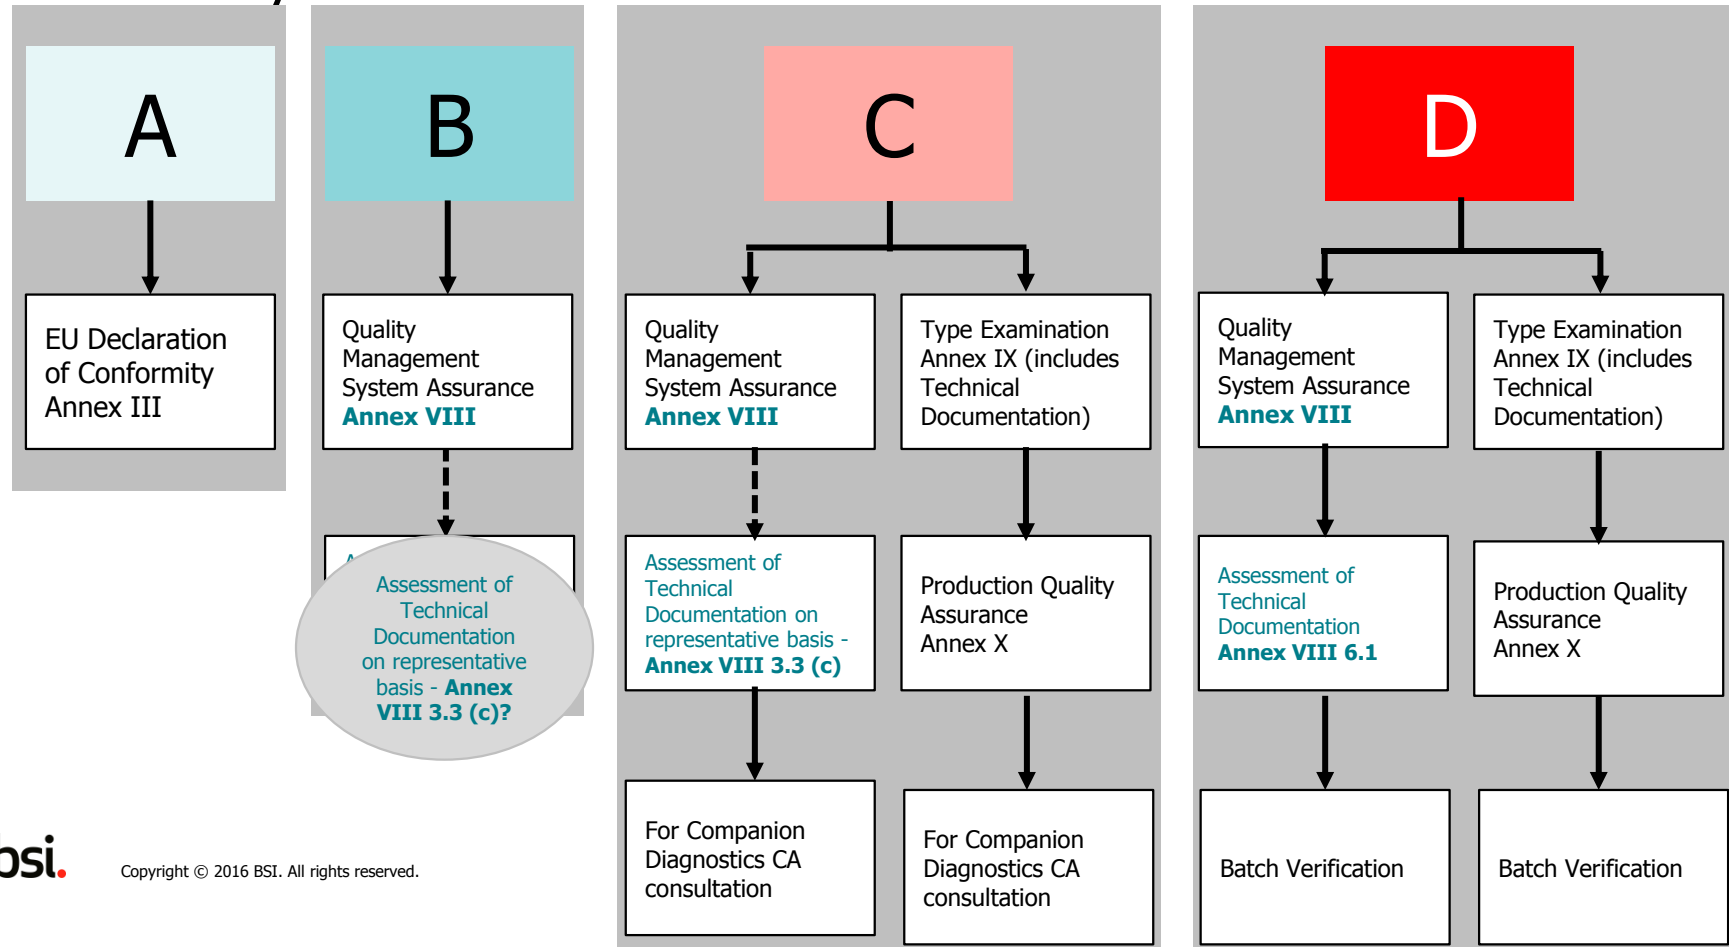 A
B
C
D
EU Declaration
of Conformity
Annex III
Quality
Management
System Assurance
Annex VIII
Quality
Management
System Assurance
Annex VIII
Type Examination
Annex IX (includes
Technical
Documentation)
Quality
Management
System Assurance
Annex VIII
Type Examination
Annex IX (includes
Technical
Documentation)
Assessment of
Technical
Documentation
on representative
basis - Annex
VIII 3.3 (c)?
Assessment of
Technical
Documentation on
representative basis -
Annex VIII 3.3 (c)
Production Quality
Assurance
Annex X
Assessment of
Technical
Documentation
Annex VIII 6.1
Production Quality
Assurance
Annex X
For Companion
Diagnostics CA
consultation
For Companion
Diagnostics CA
consultation
Batch Verification
Batch Verification
bsi.
Copyright © 2016 BSI. All rights reserved.